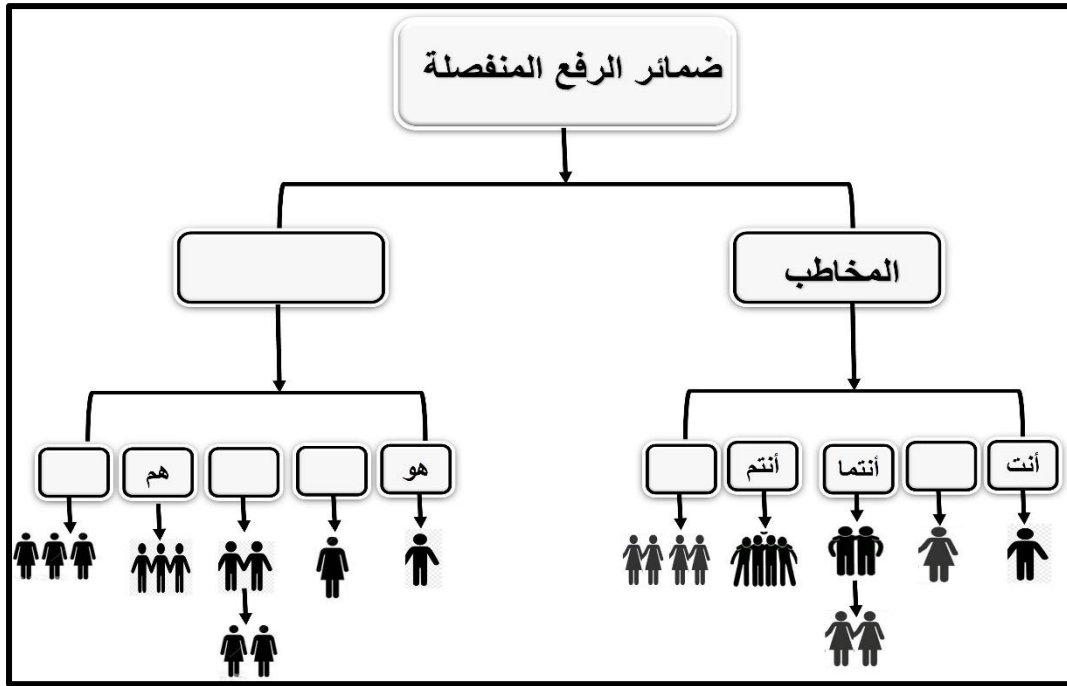 ضمائر الرفع المنفصلة
المخاطب
أنت
أنتما
أنتم
هو
هم